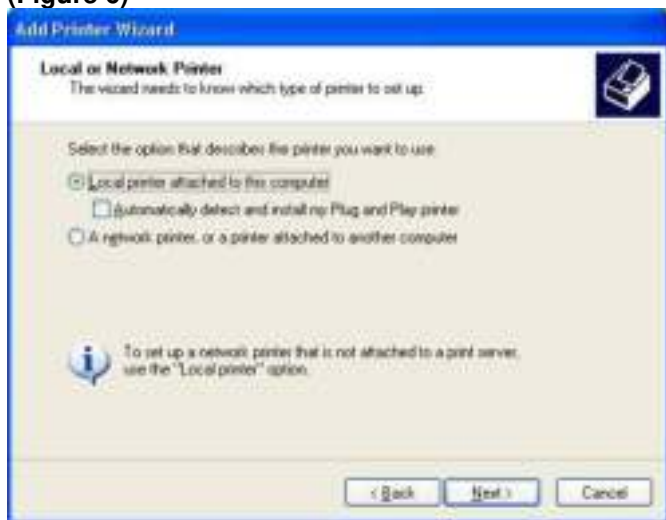 Add Printer Wizard
Local or Network Printer
The wizard needs to know which type of printer to set up.
Select the option that describes the printer you want to use:
Local printer attached to this computer
Automatically detect and install my Plug and Play printer
A network printer, or a printer attached to another computer
To set up a network printer that is not attached to a print server,
use the "Local printer" option.
< Back Next > Cancel